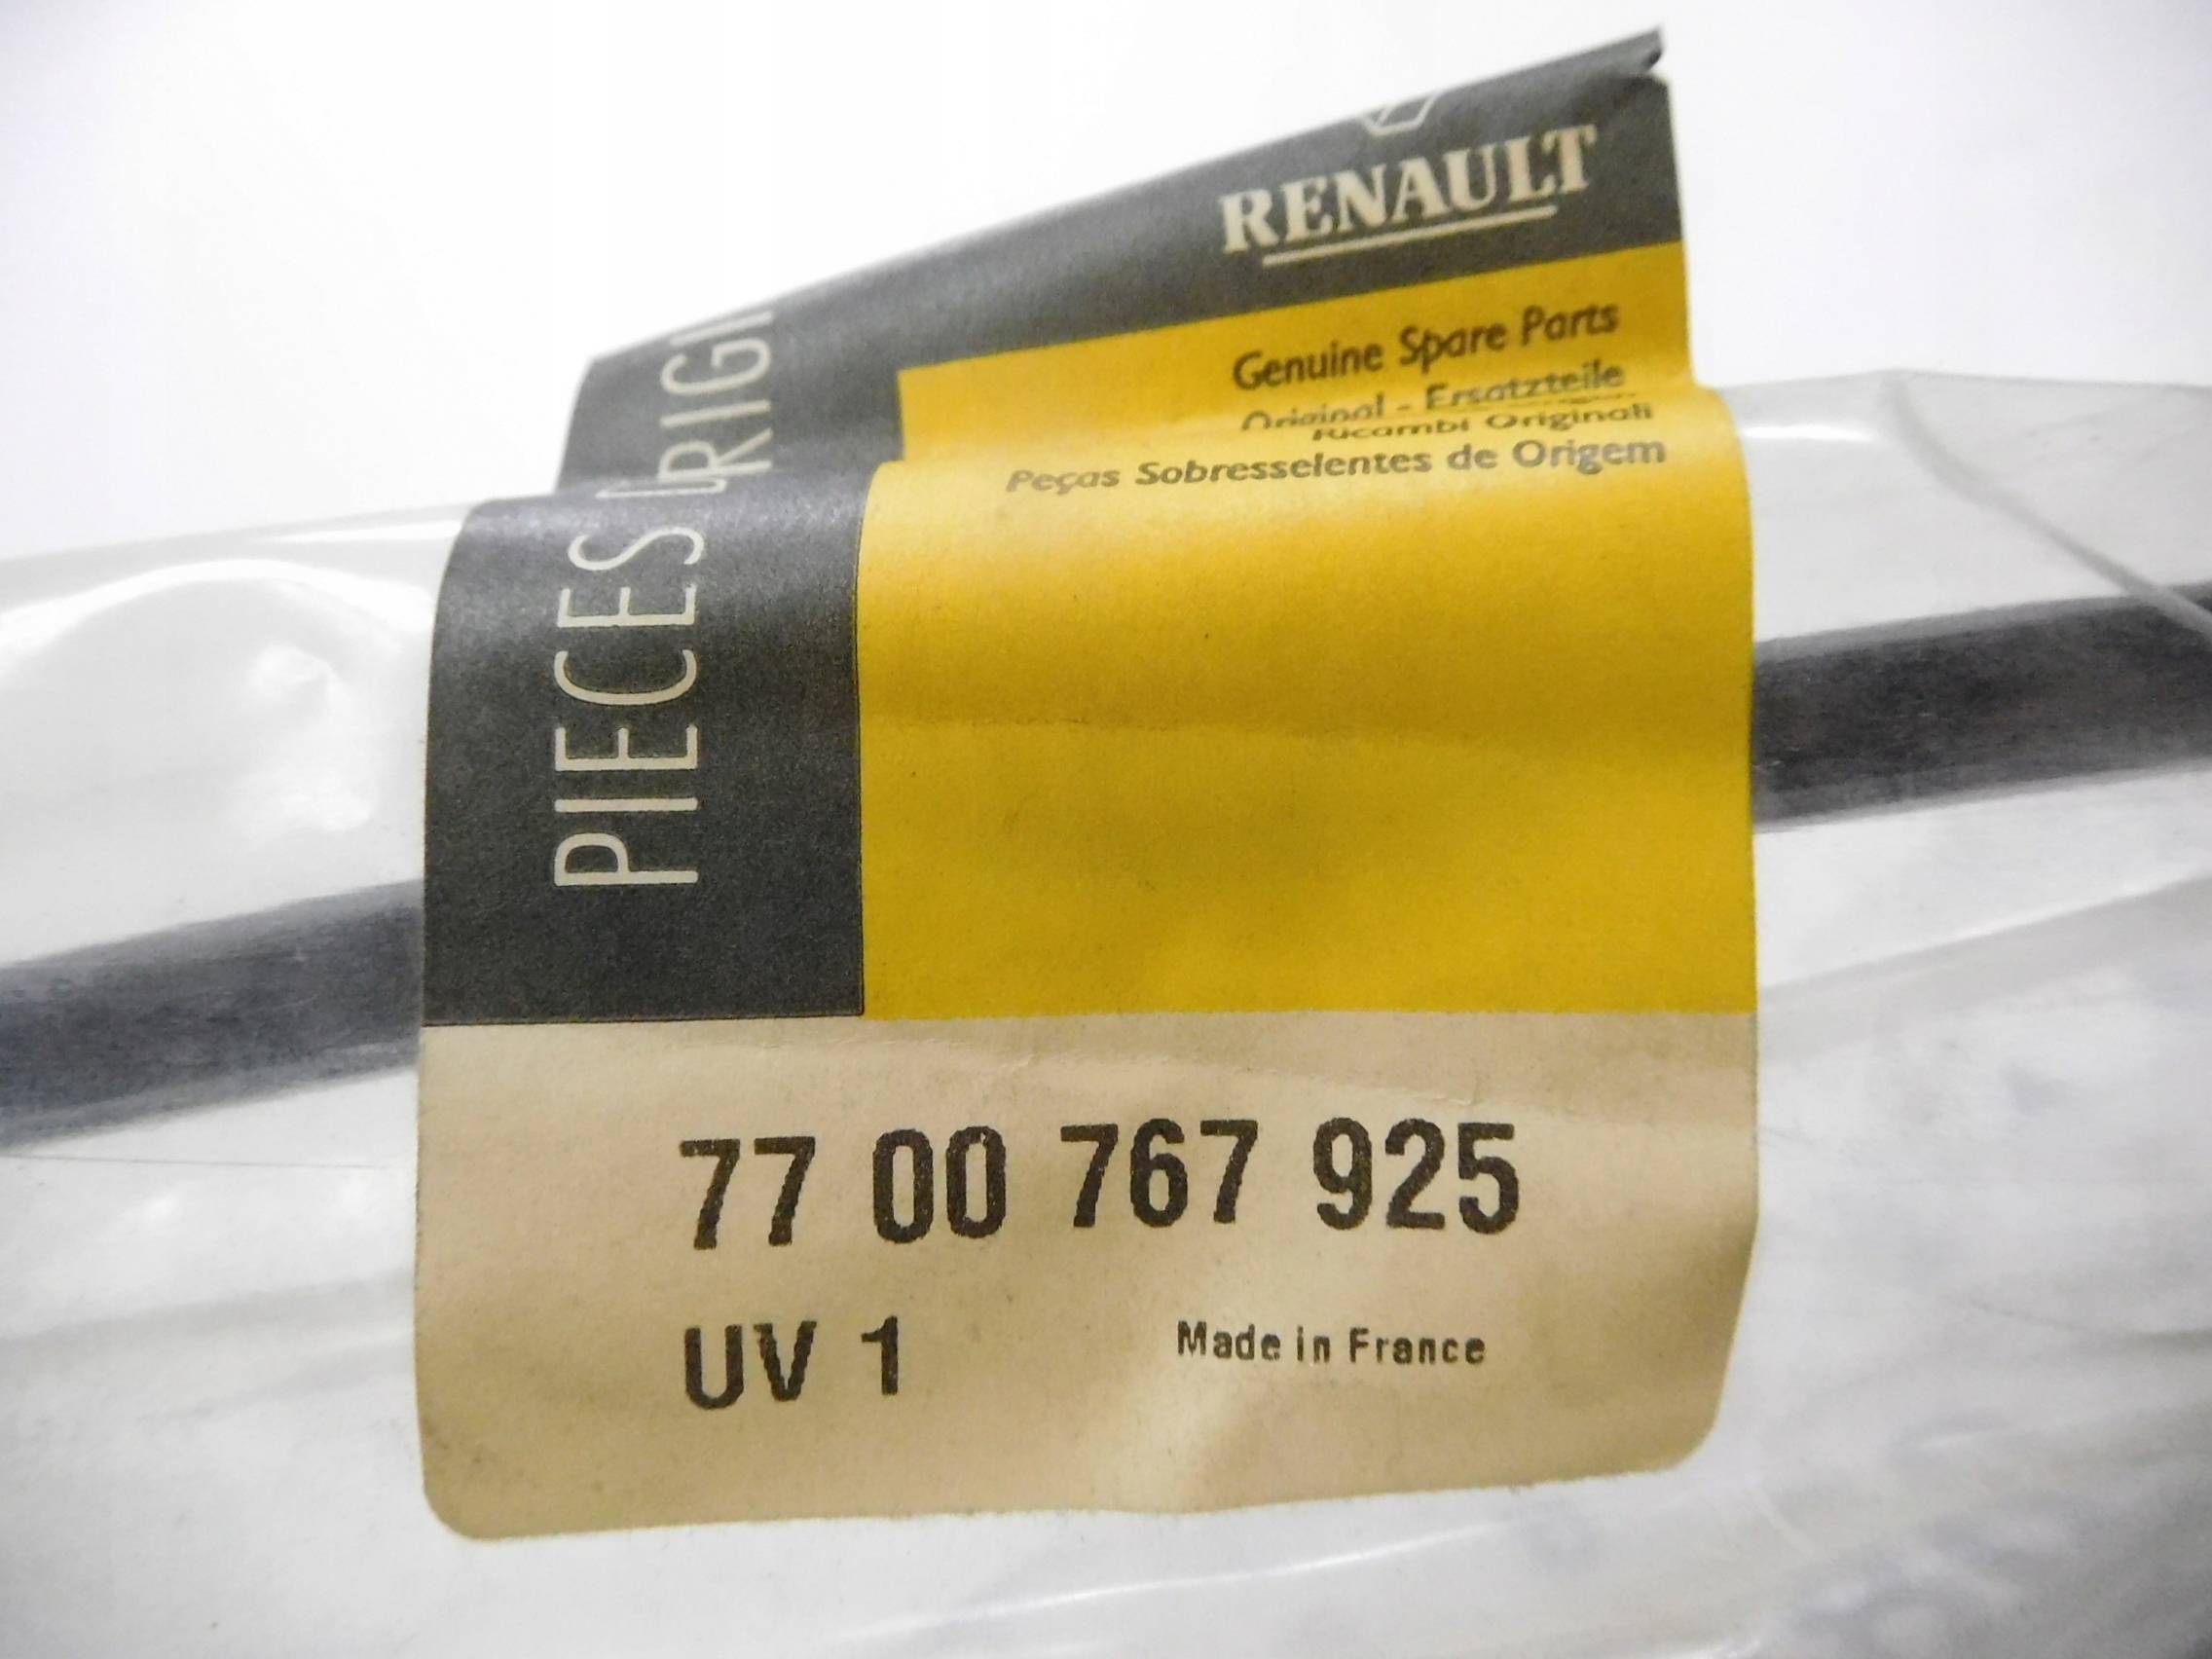 RENAULT
Genuine Spare Parts
Original - Ersatzteile
Ricambi Originali
Peças Sobresselentes de Origem
PIECES
77 00 767 925
UV 1
Made in France